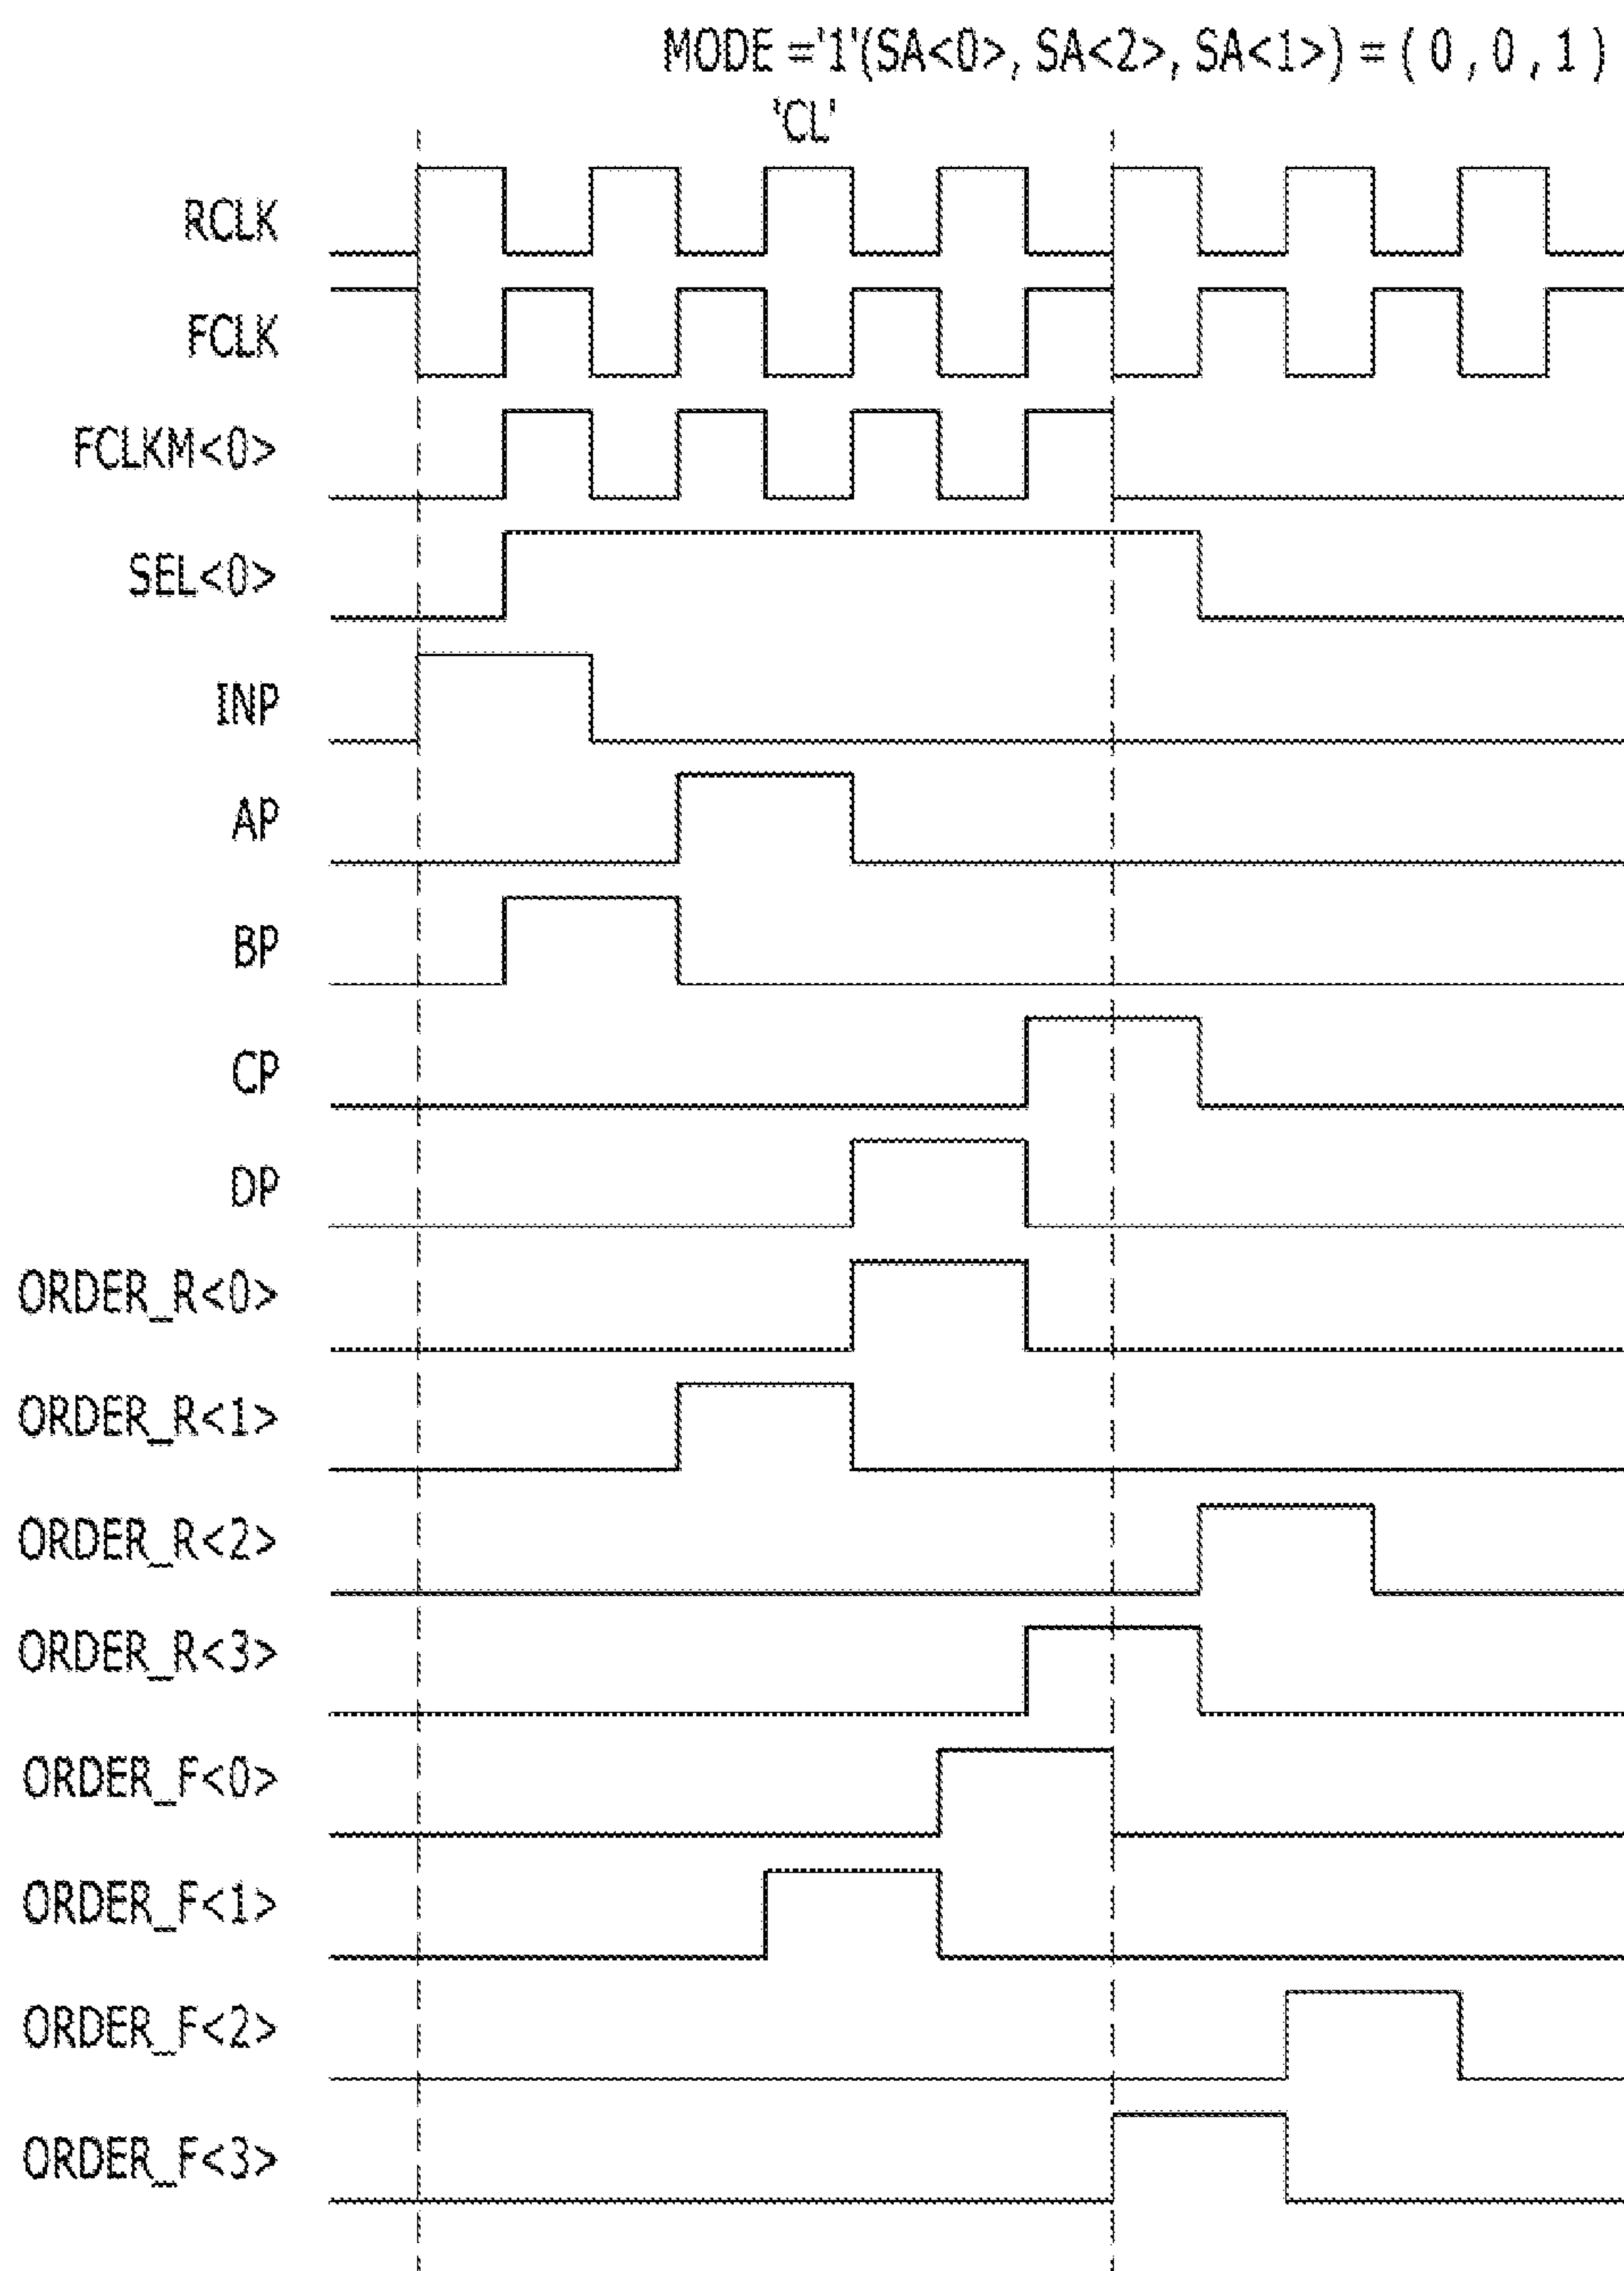 MODE ='1'(SA<0>, SA<2>, SA<1>) = ( 0 , 0 , 1 )
'CL'
RCLK
FCLK
FCLKM<0>
SEL<0>
INP
AP
BP
CP
DP
ORDER_R<0>
ORDER_R<1>
ORDER_R<2>
ORDER_R<3>
ORDER_F<0>
ORDER_F<1>
ORDER_F<2>
ORDER_F<3>